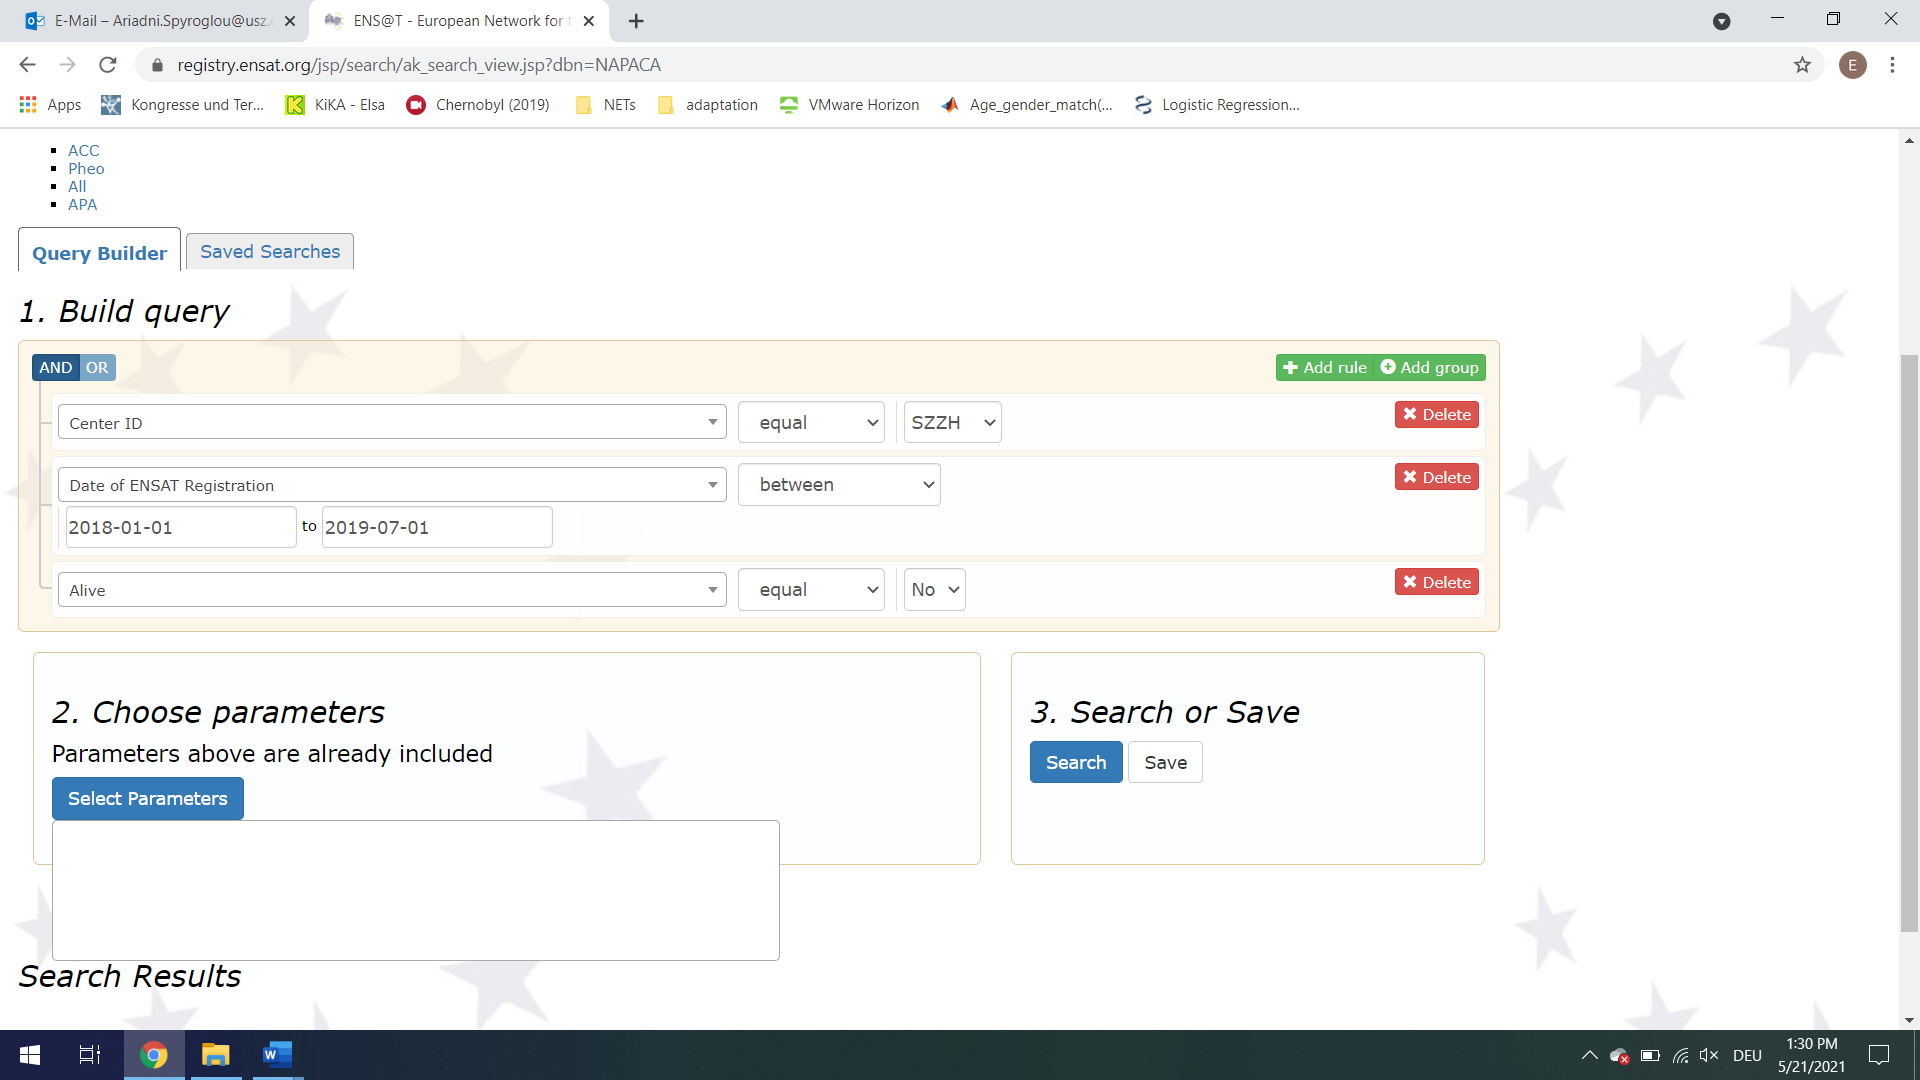 E-Mail – Ariadni.Spyroglou@usz.
ENS@T - European Network for t
registry.ensat.org/jsp/search/ak_search_view.jsp?dbn=NAPACA
E
Apps
Kongresse und Ter...
KiKA - Elsa
Chernobyl (2019)
NETs
adaptation
VMware Horizon
Age_gender_match(...
Logistic Regression...
ACC
Pheo
All
APA
Query Builder
Saved Searches
1. Build query
AND OR
Add rule
Add group
Center ID
equal
SZZH
Delete
Date of ENSAT Registration
between
Delete
2018-01-01 to 2019-07-01
Alive
equal
No
Delete
2. Choose parameters
Parameters above are already included
Select Parameters
3. Search or Save
Search
Save
Search Results
DEU
1:30 PM
5/21/2021